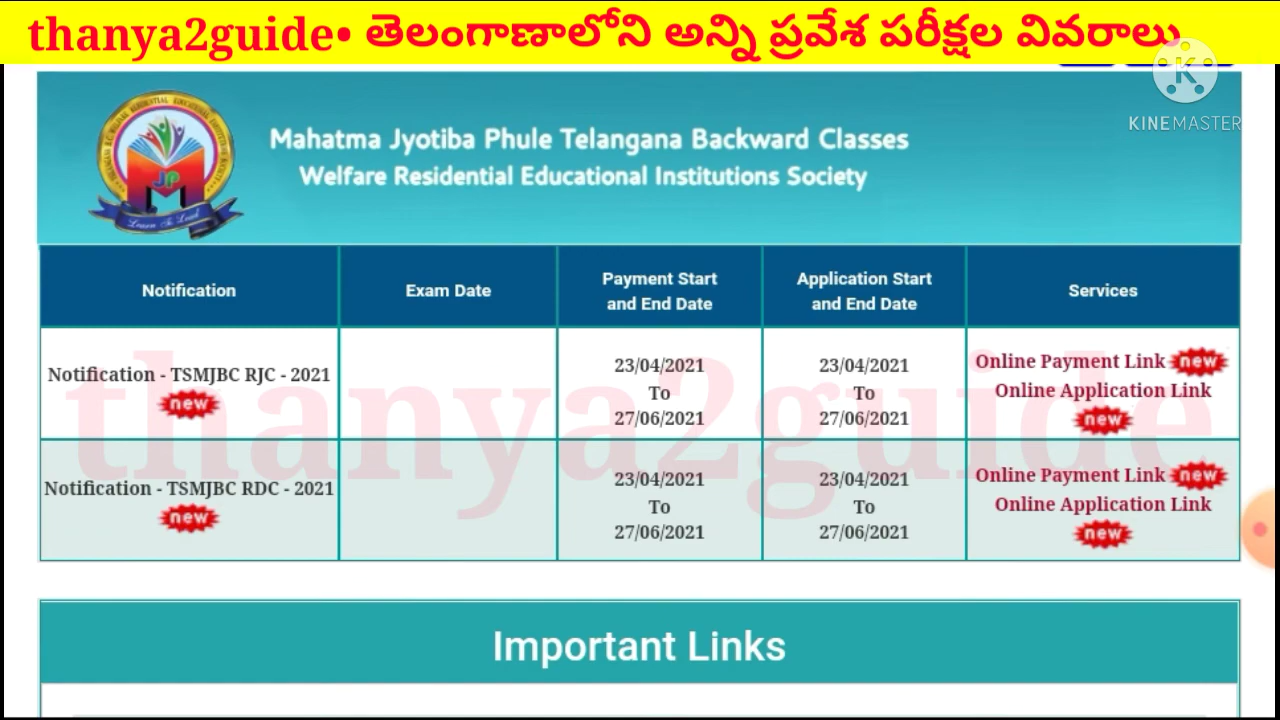 thanya2guide• తెలంగాణాలోని అన్ని ప్రవేశ పరీక్షల వివరాలు
K
KINEMASTER
Mahatma Jyotiba Phule Telangana Backward Classes
Welfare Residential Educational Institutions Society
JP
Learn To Lead
Notification
Exam Date
Payment Start
and End Date
Application Start
and End Date
Services
Notification - TSMJBC RJC - 2021
new
23/04/2021
To
27/06/2021
23/04/2021
To
27/06/2021
Online Payment Link new
Online Application Link
new
Notification - TSMJBC RDC - 2021
new
23/04/2021
To
27/06/2021
23/04/2021
To
27/06/2021
Online Payment Link new
Online Application Link
new
thanya2guide
Important Links